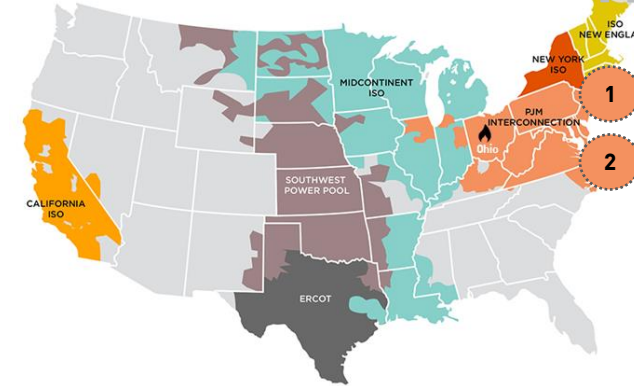 ISO
NEW ENGLA
NEW YORK
ISO
1
MIDCONTINENT
ISO
PJM
INTERCONNECTION
Ohio
2
SOUTHWEST
POWER POOL
CALIFORNIA
ISO
ERCOT